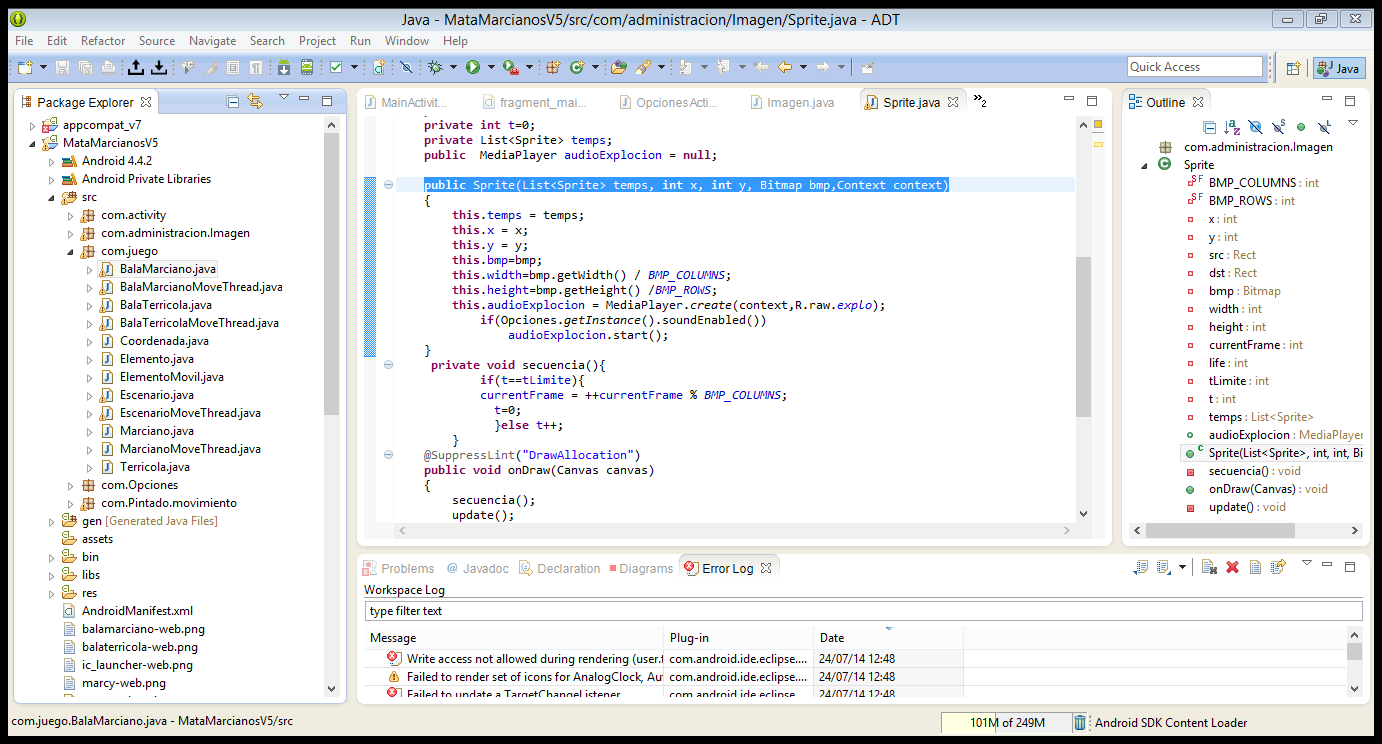 Java - MataMarcianosV5/src/com/administracion/Imagen/Sprite.java - ADT
File Edit Refactor Source Navigate Search Project Run Window Help
Quick Access
Java
Package Explorer
appcompat_v7
MataMarcianosV5
Android 4.4.2
Android Private Libraries
src
com.activity
com.administracion.Imagen
com.juego
BalaMarciano.java
BalaMarcianoMoveThread.java
BalaTerricola.java
BalaTerricolaMoveThread.java
Coordenada.java
Elemento.java
ElementoMovil.java
Escenario.java
EscenarioMoveThread.java
Marciano.java
MarcianoMoveThread.java
Terricola.java
com.Opciones
com.Pintado.movimiento
gen [Generated Java Files]
assets
bin
libs
res
AndroidManifest.xml
balamarciano-web.png
balaterricola-web.png
ic_launcher-web.png
marcy-web.png
MainActivit... fragment_mai... OpcionesActi... Imagen.java Sprite.java »2
private int t=0;
private List<Sprite> temps;
public  MediaPlayer audioExplocion = null;
public Sprite(List<Sprite> temps, int x, int y, Bitmap bmp,Context context)
{
this.temps = temps;
this.x = x;
this.y = y;
this.bmp=bmp;
this.width=bmp.getWidth() / BMP_COLUMNS;
this.height=bmp.getHeight() /BMP_ROWS;
this.audioExplocion = MediaPlayer.create(context,R.raw.explo);
if(Opciones.getInstance().soundEnabled())
audioExplocion.start();
}
private void secuencia(){
if(t==tLimite){
currentFrame = ++currentFrame % BMP_COLUMNS;
t=0;
}else t++;
}
@SuppressLint("DrawAllocation")
public void onDraw(Canvas canvas)
{
secuencia();
update();
Outline
com.administracion.Imagen
Sprite
BMP_COLUMNS : int
BMP_ROWS : int
x : int
y : int
src : Rect
dst : Rect
bmp : Bitmap
width : int
height : int
currentFrame : int
life : int
tLimite : int
t : int
temps : List<Sprite>
audioExplocion : MediaPlayer
Sprite(List<Sprite>, int, int, Bi
secuencia() : void
onDraw(Canvas) : void
update() : void
Problems @ Javadoc Declaration Diagrams Error Log
Workspace Log
type filter text
Message Plug-in Date
Write access not allowed during rendering (user.t com.android.ide.eclipse.... 24/07/14 12:48
Failed to render set of icons for AnalogClock, Au com.android.ide.eclipse.... 24/07/14 12:48
Failed to update a TargetChangeListener com.android.ide.eclipse.... 24/07/14 12:48
com.juego.BalaMarciano.java - MataMarcianosV5/src
101M of 249M
Android SDK Content Loader